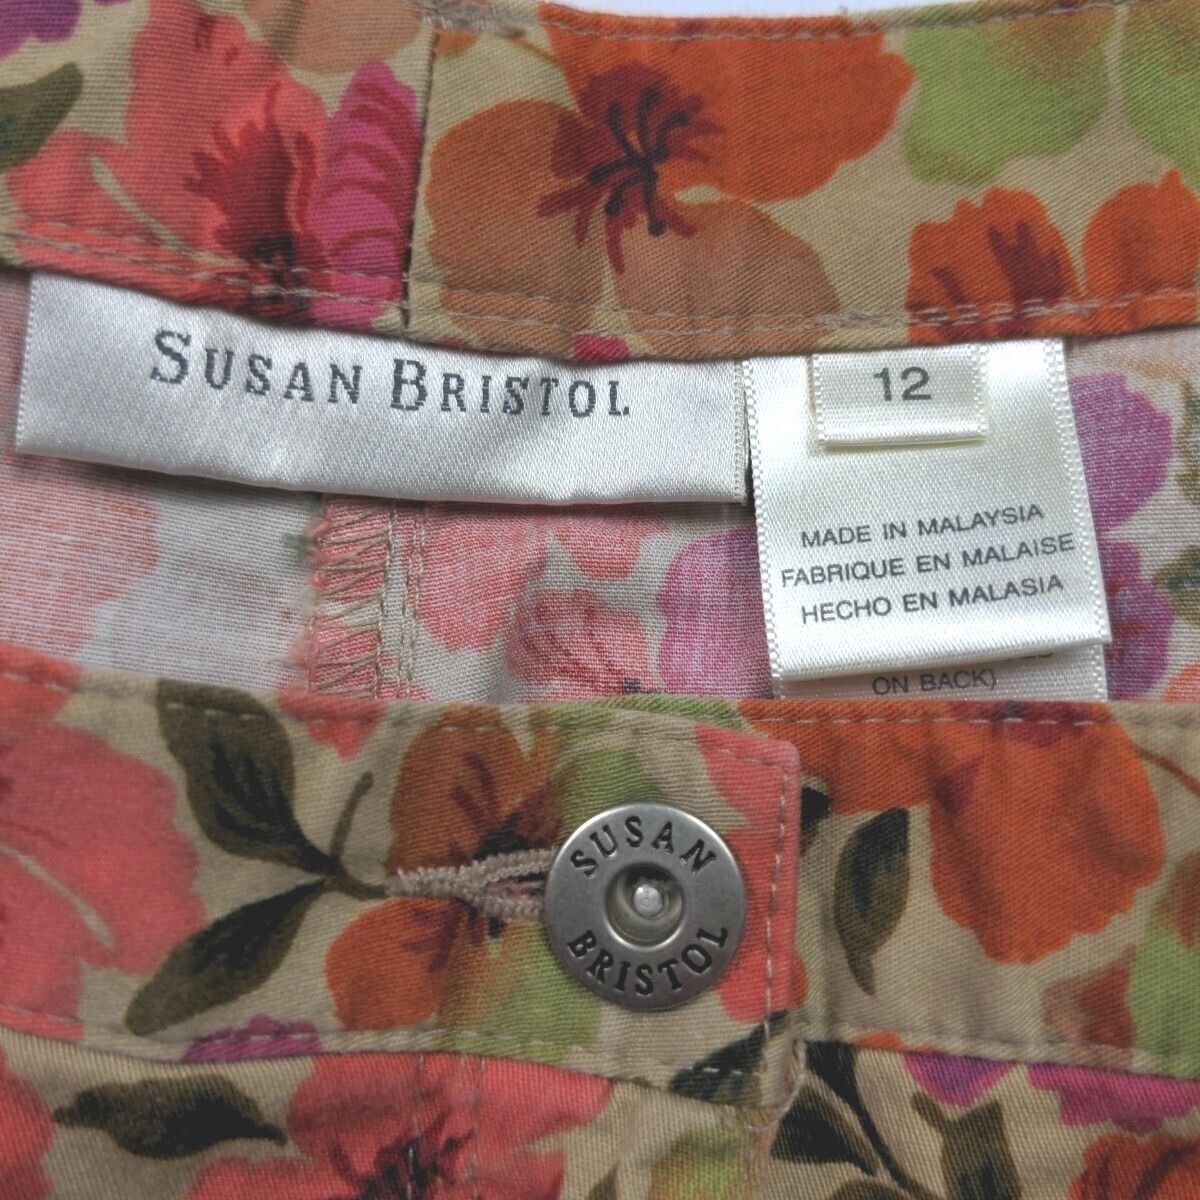 SUSAN BRISTOL
12
MADE IN MALAYSIA
FABRIQUE EN MALAISE
HECHO EN MALASIA
ON BACK)
SUSAN
BRISTOL